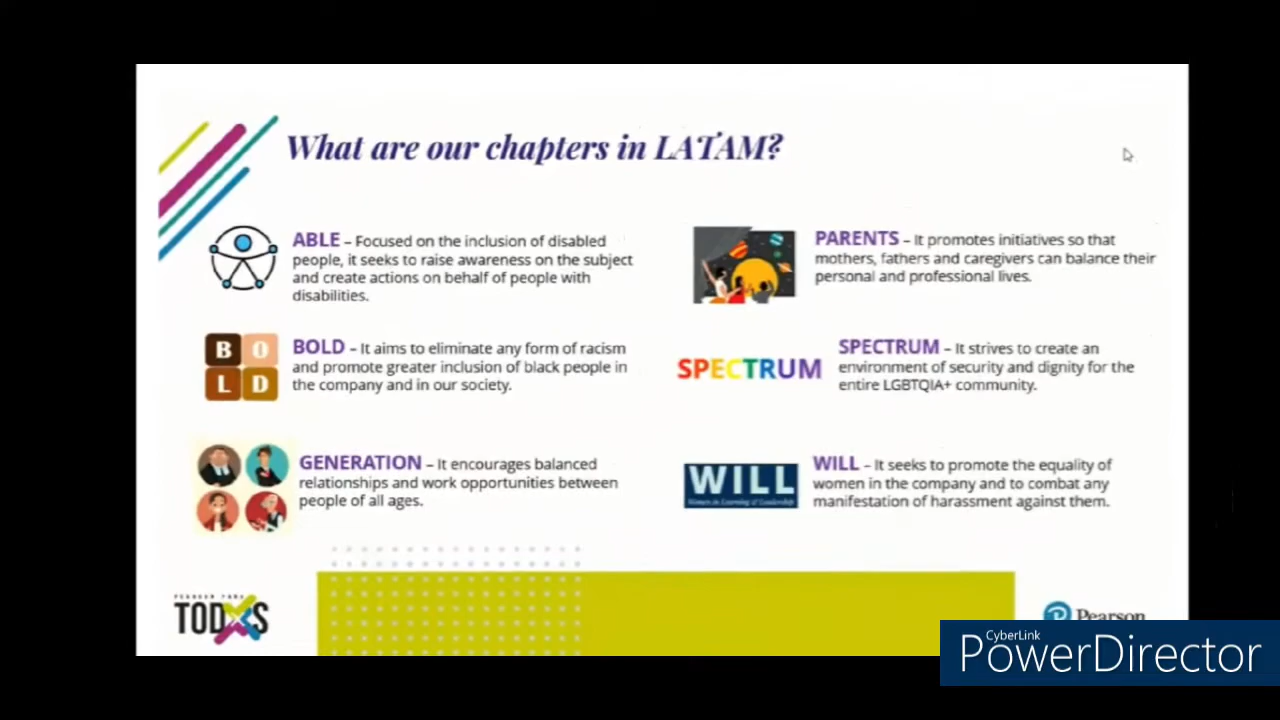 What are our chapters in LATAM?
ABLE – Focused on the inclusion of disabled
people, it seeks to raise awareness on the subject
and create actions on behalf of people with
disabilities.
B O
L D
BOLD – It aims to eliminate any form of racism
and promote greater inclusion of black people in
the company and in our society.
GENERATION – It encourages balanced
relationships and work opportunities between
people of all ages.
PARENTS – It promotes initiatives so that
mothers, fathers and caregivers can balance their
personal and professional lives.
SPECTRUM
SPECTRUM – It strives to create an
environment of security and dignity for the
entire LGBTQIA+ community.
WILL
Women in Learning & Leadership
WILL – It seeks to promote the equality of
women in the company and to combat any
manifestation of harassment against them.
PEARSON PARA
TODXS
Pearson
CyberLink
PowerDirector